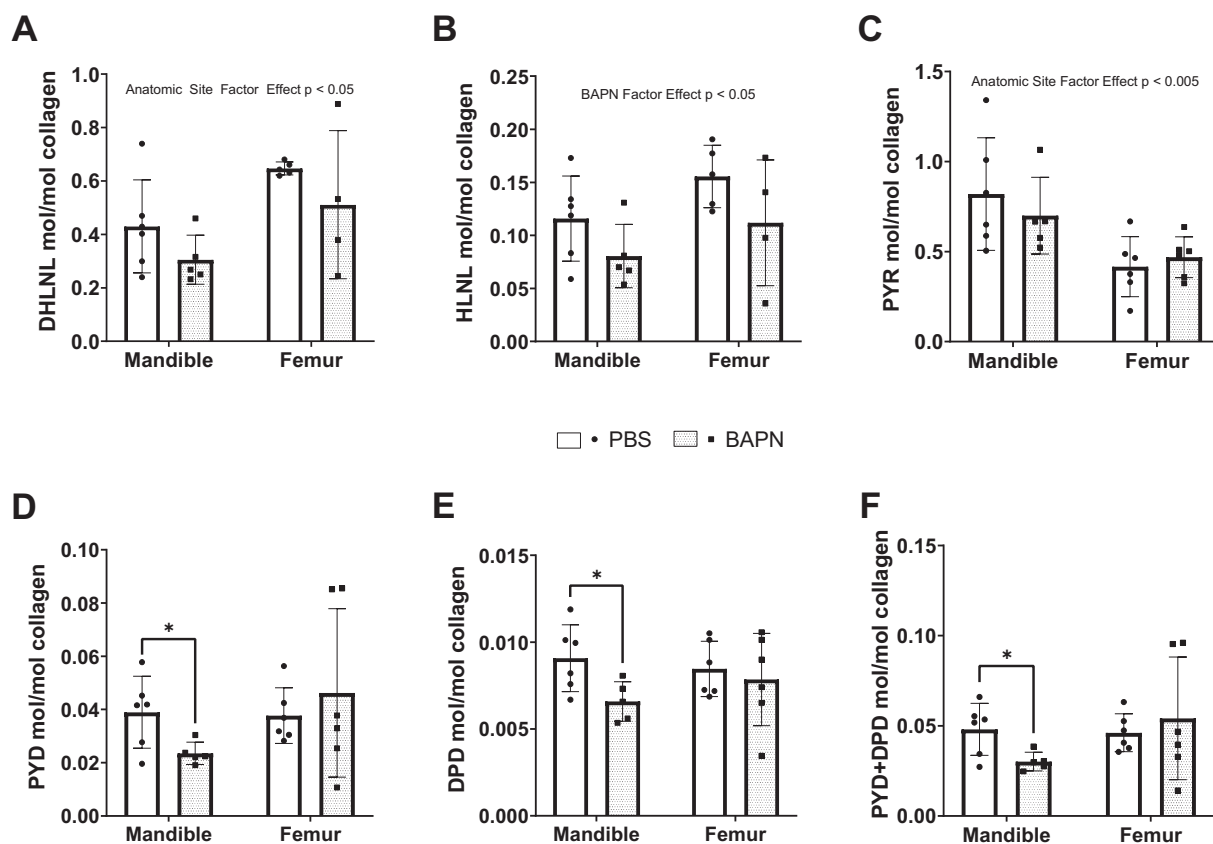 A
DHLNL mol/mol collagen
1.0
0.8
0.6
0.4
0.2
0.0
Anatomic Site Factor Effect p < 0.05
Mandible Femur
B
HLNL mol/mol collagen
0.25
0.20
0.15
0.10
0.05
0.00
BAPN Factor Effect p < 0.05
Mandible Femur
C
PYR mol/mol collagen
1.5
1.0
0.5
0.0
Anatomic Site Factor Effect p < 0.005
Mandible Femur
PBS BAPN
D
PYD mol/mol collagen
0.10
0.08
0.06
0.04
0.02
0.00
*
Mandible Femur
E
DPD mol/mol collagen
0.015
0.010
0.005
0.000
*
Mandible Femur
F
PYD+DPD mol/mol collagen
0.15
0.10
0.05
0.00
*
Mandible Femur